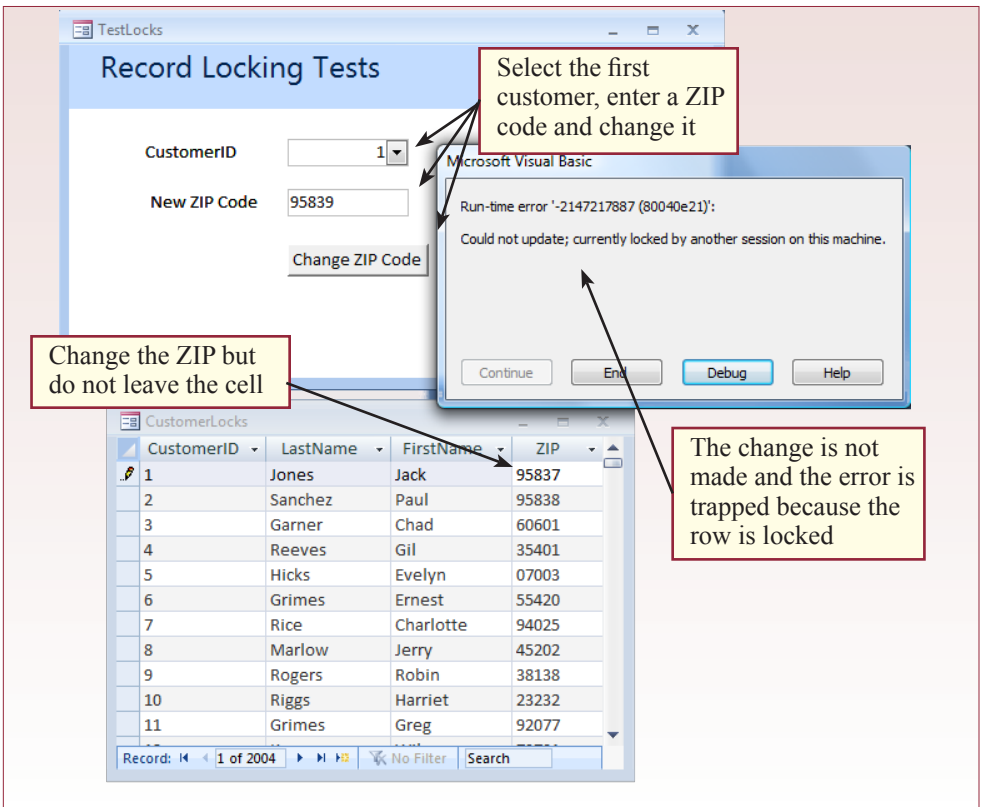 TestLocks
Record Locking Tests
Select the first
customer, enter a ZIP
code and change it
CustomerID 1
New ZIP Code 95839
Change ZIP Code
Microsoft Visual Basic
Run-time error '-2147217887 (80040e21)':
Could not update; currently locked by another session on this machine.
Continue End Debug Help
Change the ZIP but
do not leave the cell
The change is not
made and the error is
trapped because the
row is locked
CustomerLocks
CustomerID LastName FirstName ZIP
1 Jones Jack 95837
2 Sanchez Paul 95838
3 Garner Chad 60601
4 Reeves Gil 35401
5 Hicks Evelyn 07003
6 Grimes Ernest 55420
7 Rice Charlotte 94025
8 Marlow Jerry 45202
9 Rogers Robin 38138
10 Riggs Harriet 23232
11 Grimes Greg 92077
Record: 1 of 2004 No Filter Search